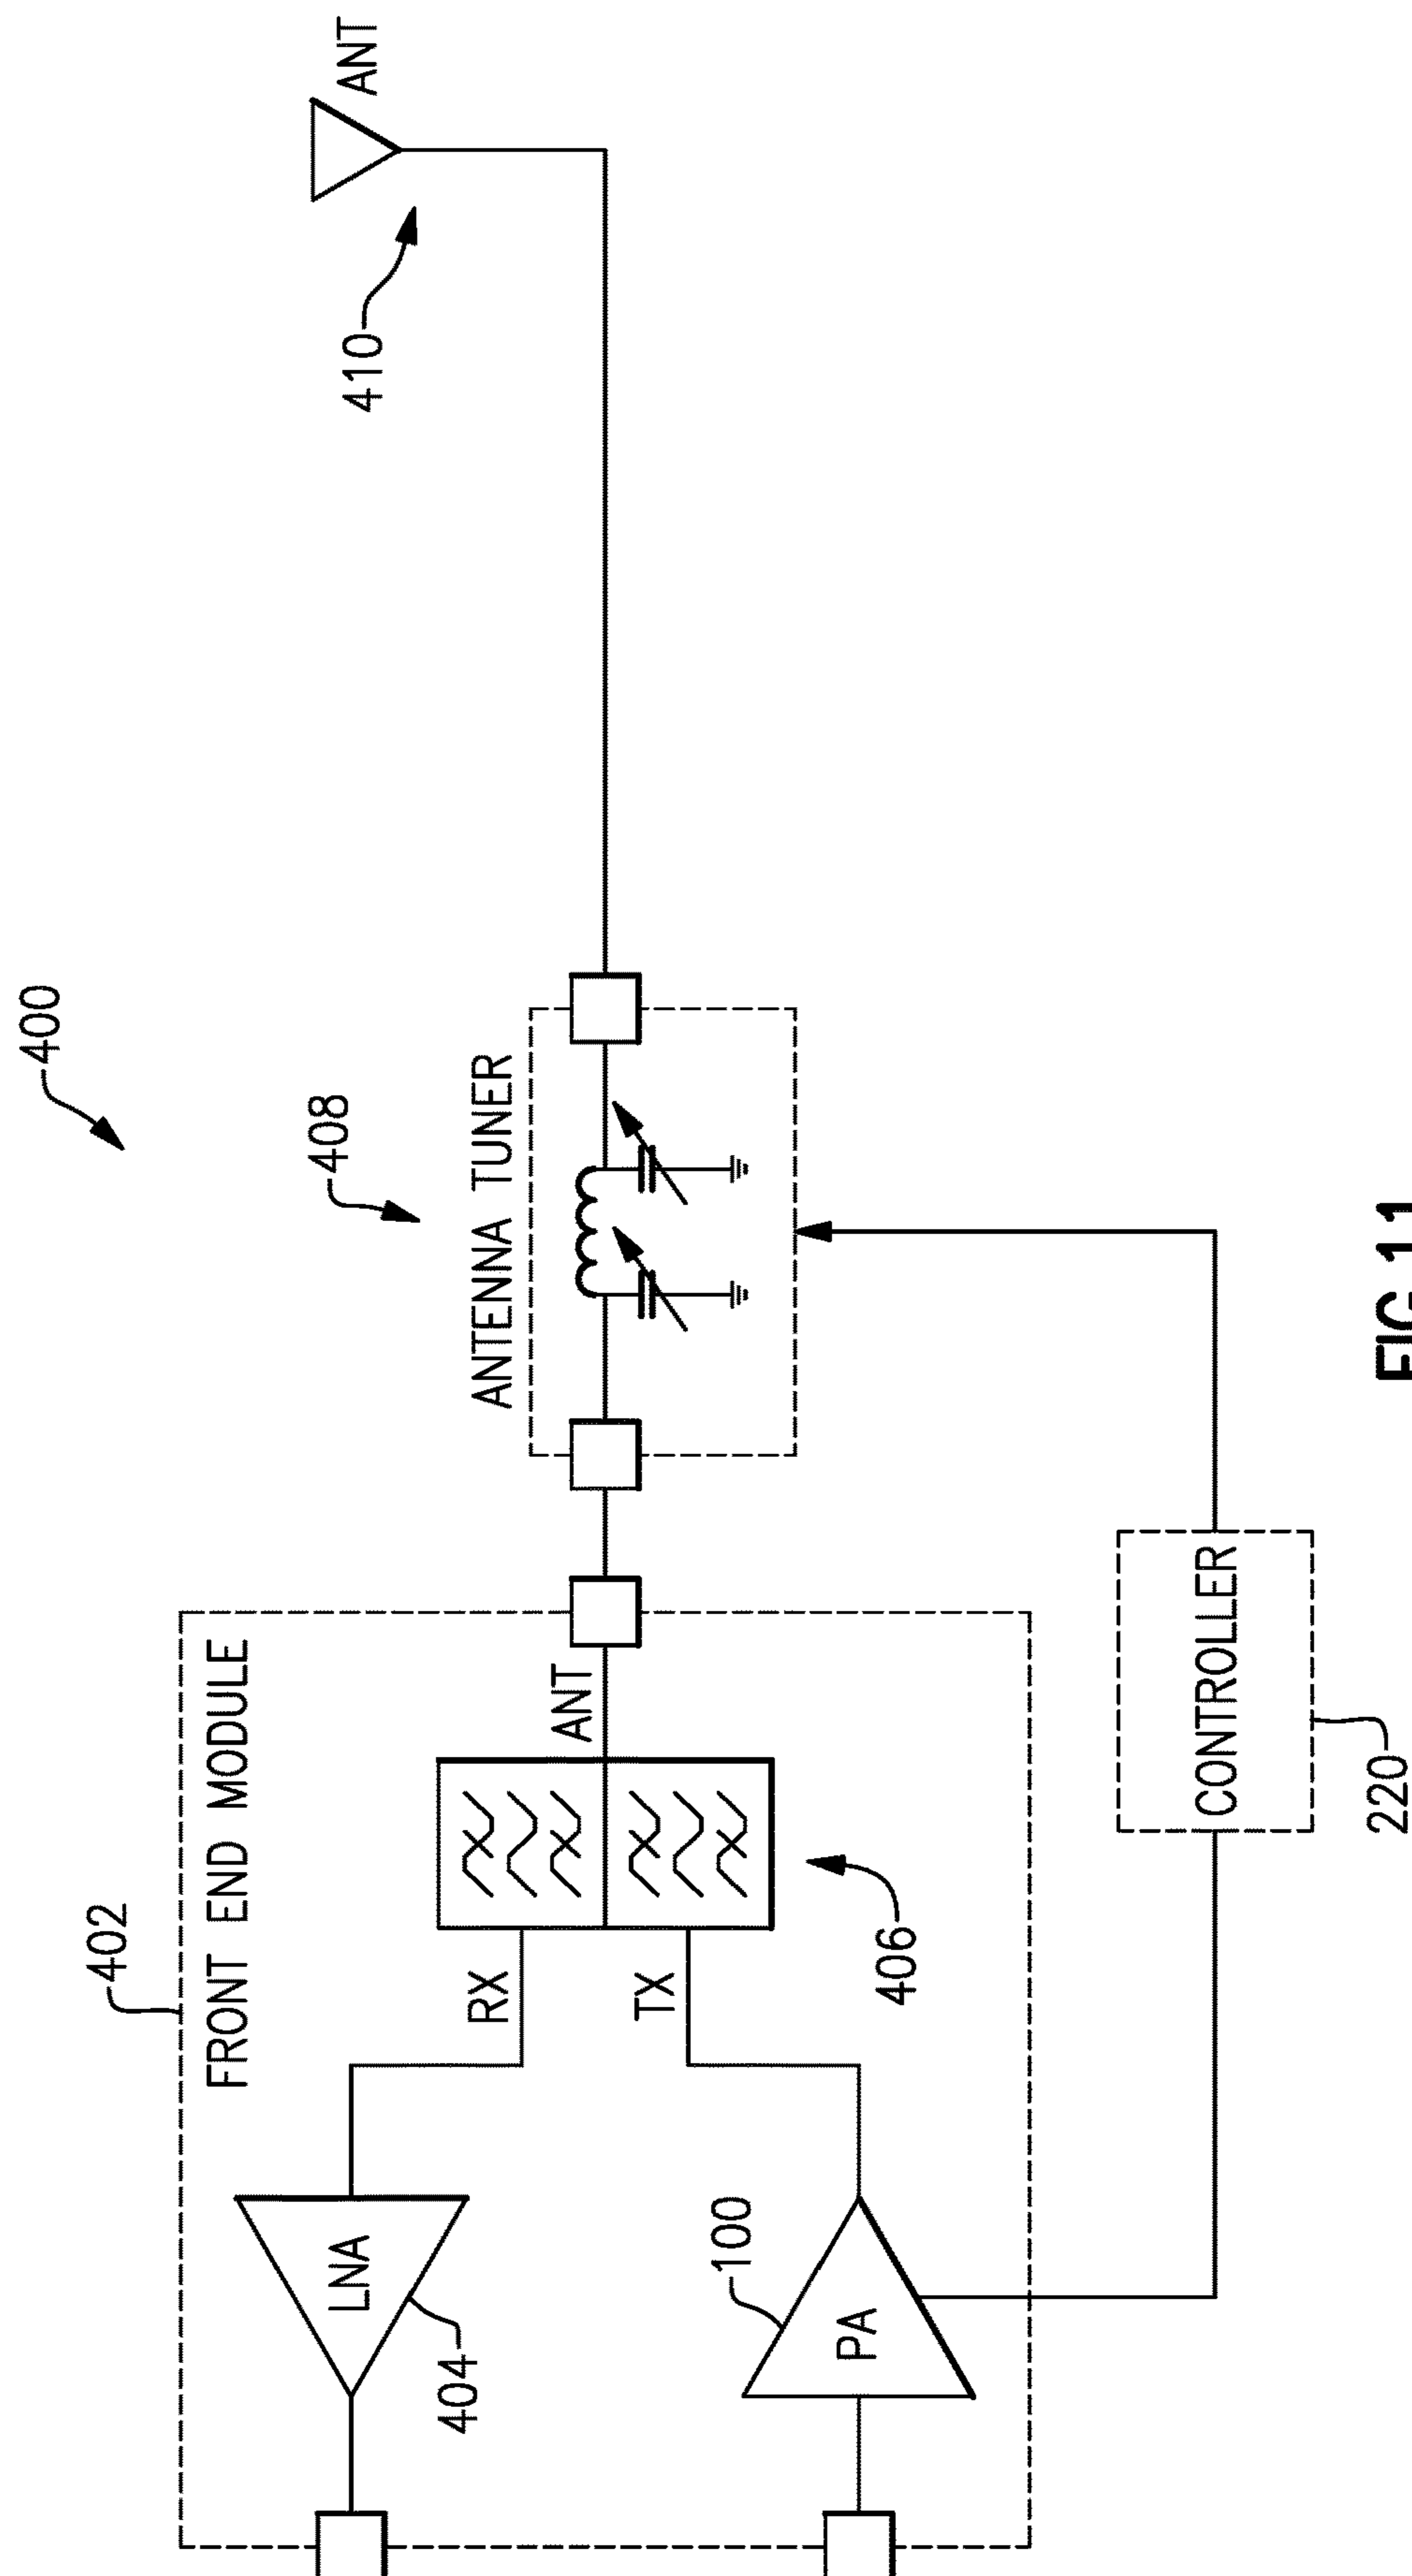 400
402
FRONT END MODULE
LNA
404
RX
TX
ANT
406
100
PA
408
ANTENNA TUNER
410
ANT
CONTROLLER
220
FIG.11